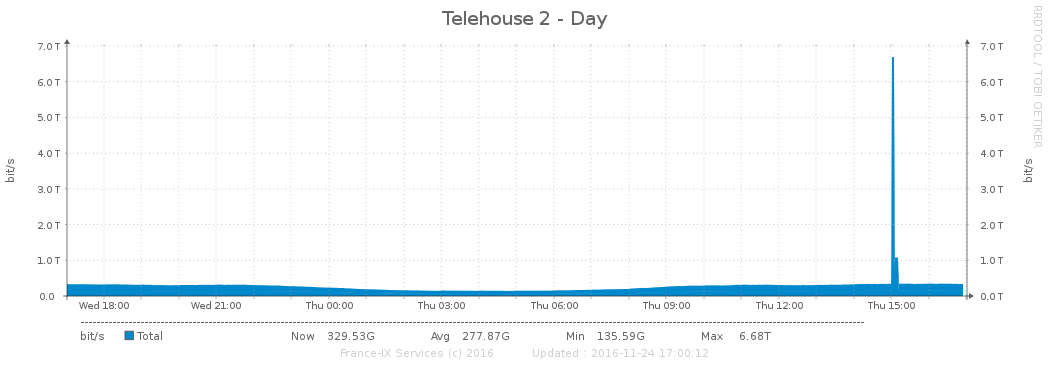 Telehouse 2 - Day
RRDTOOL / TOBI OETIKER
7.0 T 7.0 T
6.0 T 6.0 T
5.0 T 5.0 T
4.0 T 4.0 T
bit/s bit/s
3.0 T 3.0 T
2.0 T 2.0 T
1.0 T 1.0 T
0.0 0.0 T
Wed 18:00 Wed 21:00 Thu 00:00 Thu 03:00 Thu 06:00 Thu 09:00 Thu 12:00 Thu 15:00
bit/s Total Now 329.53G Avg 277.87G Min 135.59G Max 6.68T
France-IX Services (c) 2016 Updated : 2016-11-24 17:00:12